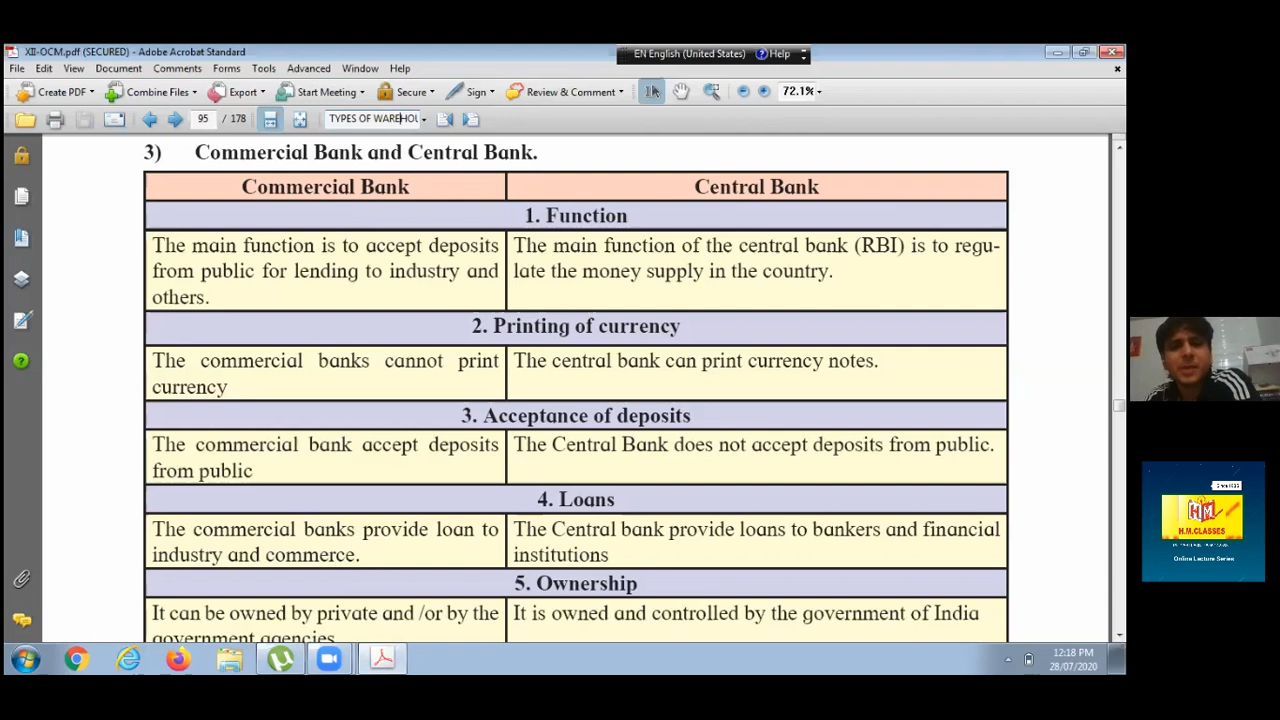 XII-OCM.pdf (SECURED) - Adobe Acrobat Standard
EN English (United States) Help
File Edit View Document Comments Forms Tools Advanced Window Help
Create PDF Combine Files Export Start Meeting Secure Sign Review & Comment 72.1%
95 / 178 TYPES OF WAREHOU
3) Commercial Bank and Central Bank.
Commercial Bank Central Bank
1. Function
The main function is to accept deposits
from public for lending to industry and
others.
The main function of the central bank (RBI) is to regu-
late the money supply in the country.
2. Printing of currency
The commercial banks cannot print
currency
The central bank can print currency notes.
3. Acceptance of deposits
The commercial bank accept deposits
from public
The Central Bank does not accept deposits from public.
4. Loans
The commercial banks provide loan to
industry and commerce.
The Central bank provide loans to bankers and financial
institutions
5. Ownership
It can be owned by private and /or by the
government agencies
It is owned and controlled by the government of India
HM
H.M.CLASSES
Online Lecture Series
12:18 PM
28/07/2020